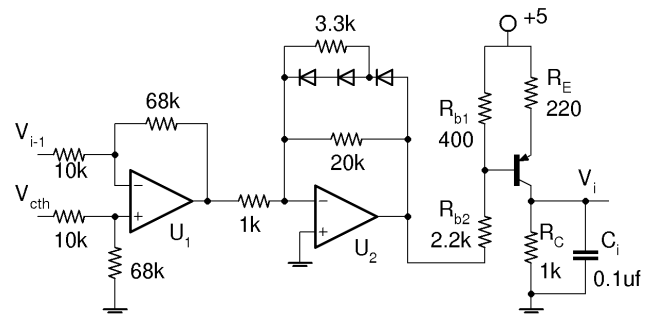 3.3k
+5
R_E
220
R_b1
400
68k
V_i-1
10k
20k
V_i
V_cth
10k
−
+
U_1
68k
1k
−
+
U_2
R_b2
2.2k
R_C
1k
C_i
0.1uf